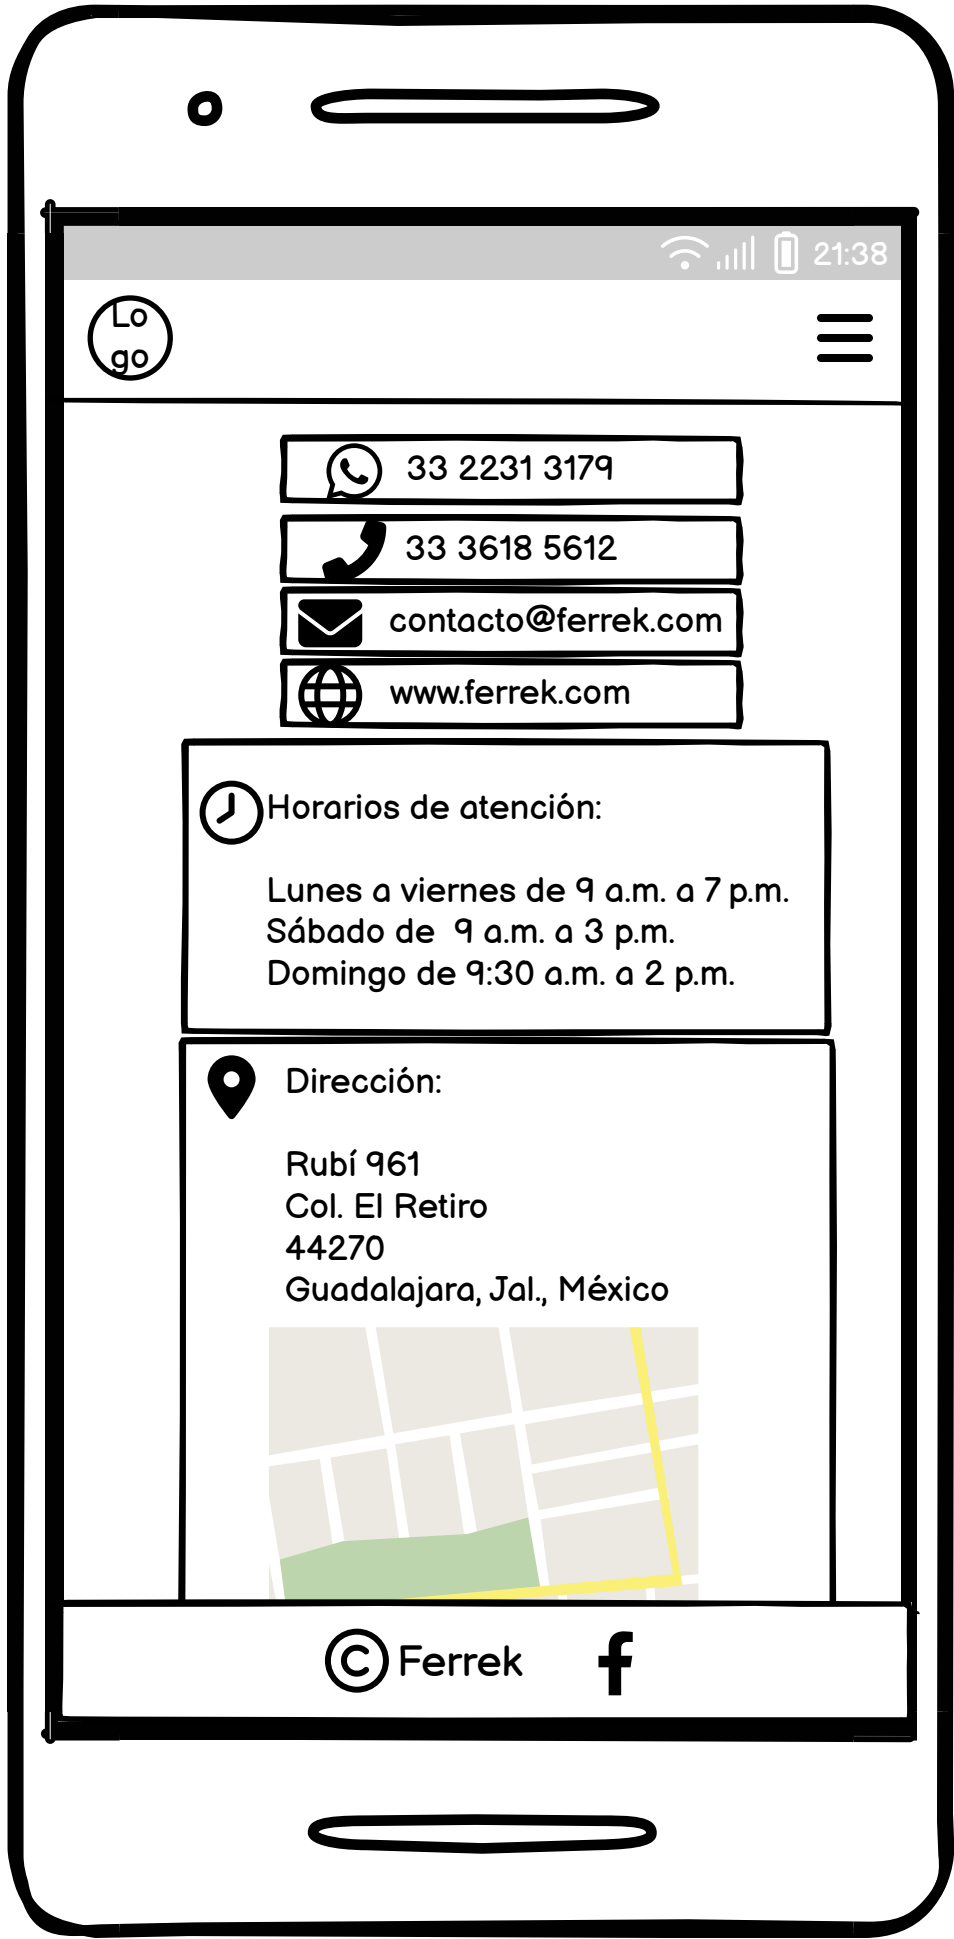 21:38
Lo
go
33 2231 3179
33 3618 5612
contacto@ferrek.com
www.ferrek.com
Horarios de atención:
Lunes a viernes de 9 a.m. a 7 p.m.
Sábado de  9 a.m. a 3 p.m.
Domingo de 9:30 a.m. a 2 p.m.
Dirección:
Rubí 961
Col. El Retiro
44270
Guadalajara, Jal., México
© Ferrek